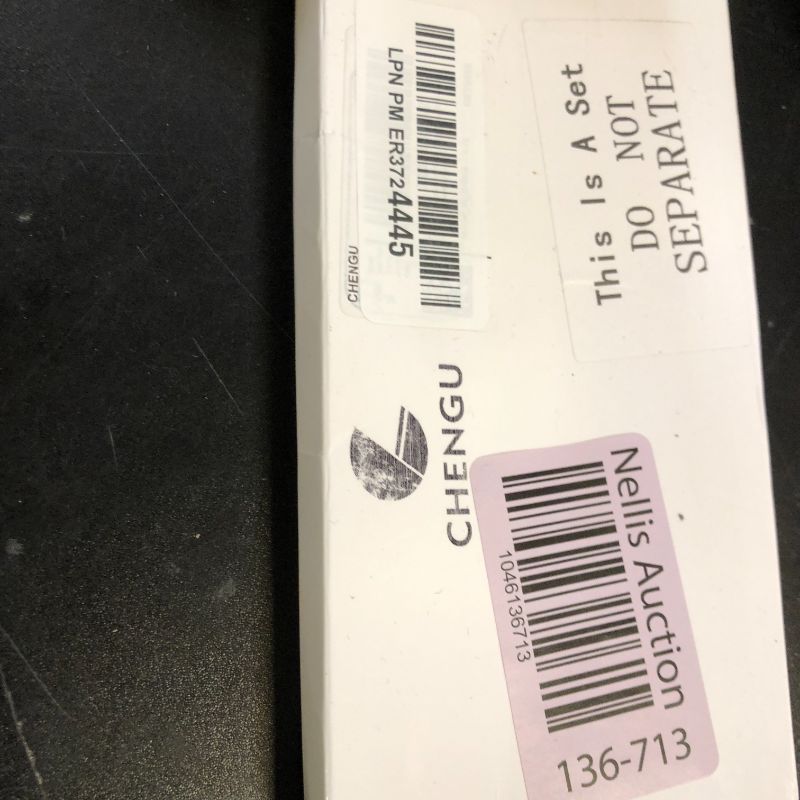 LPN PM ER3724445
CHENGU
This Is A Set
DO NOT
SEPARATE
CHENGU
Nellis Auction
1046136713
136-713